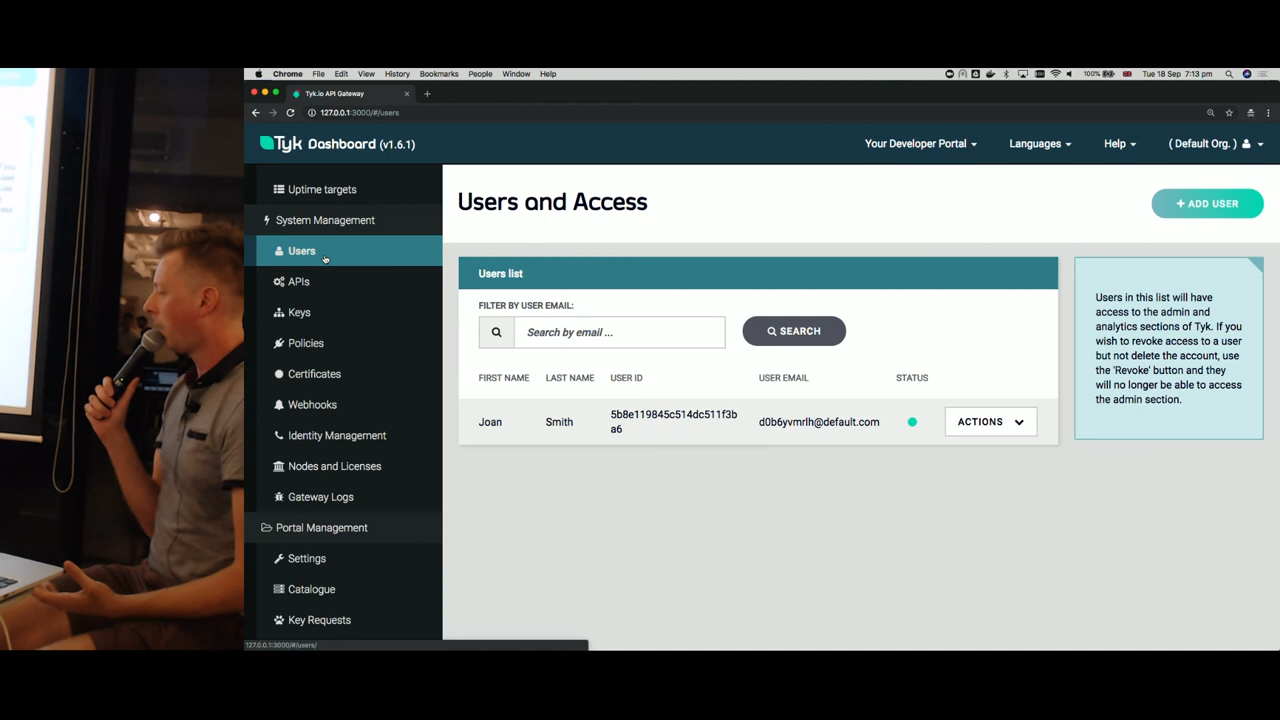 Chrome File Edit View History Bookmarks People Window Help
100% Tue 18 Sep 7:13 pm
Tyk.io API Gateway
127.0.0.1:3000/#/users
Tyk Dashboard (v1.6.1)
Your Developer Portal
Languages
Help
( Default Org. )
Uptime targets
System Management
Users
APIs
Keys
Policies
Certificates
Webhooks
Identity Management
Nodes and Licenses
Gateway Logs
Portal Management
Settings
Catalogue
Key Requests
127.0.0.1:3000/#/users/
Users and Access
+ ADD USER
Users list
FILTER BY USER EMAIL:
Search by email ...
SEARCH
FIRST NAME LAST NAME USER ID USER EMAIL STATUS
Joan Smith 5b8e119845c514dc511f3b d0b6yvmrlh@default.com ACTIONS
a6
Users in this list will have
access to the admin and
analytics sections of Tyk. If you
wish to revoke access to a user
but not delete the account, use
the 'Revoke' button and they
will no longer be able to access
the admin section.